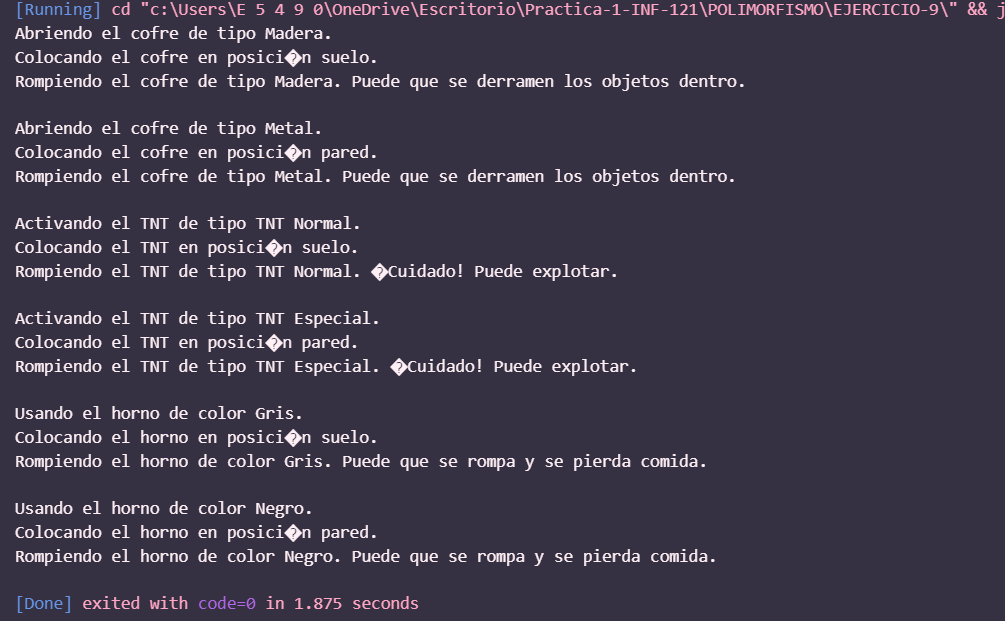 [Running] cd "c:\Users\E 5 4 9 0\OneDrive\Escritorio\Practica-1-INF-121\POLIMORFISMO\EJERCICIO-9\" && j
Abriendo el cofre de tipo Madera.
Colocando el cofre en posici�n suelo.
Rompiendo el cofre de tipo Madera. Puede que se derramen los objetos dentro.
Abriendo el cofre de tipo Metal.
Colocando el cofre en posici�n pared.
Rompiendo el cofre de tipo Metal. Puede que se derramen los objetos dentro.
Activando el TNT de tipo TNT Normal.
Colocando el TNT en posici�n suelo.
Rompiendo el TNT de tipo TNT Normal. �Cuidado! Puede explotar.
Activando el TNT de tipo TNT Especial.
Colocando el TNT en posici�n pared.
Rompiendo el TNT de tipo TNT Especial. �Cuidado! Puede explotar.
Usando el horno de color Gris.
Colocando el horno en posici�n suelo.
Rompiendo el horno de color Gris. Puede que se rompa y se pierda comida.
Usando el horno de color Negro.
Colocando el horno en posici�n pared.
Rompiendo el horno de color Negro. Puede que se rompa y se pierda comida.
[Done] exited with code=0 in 1.875 seconds